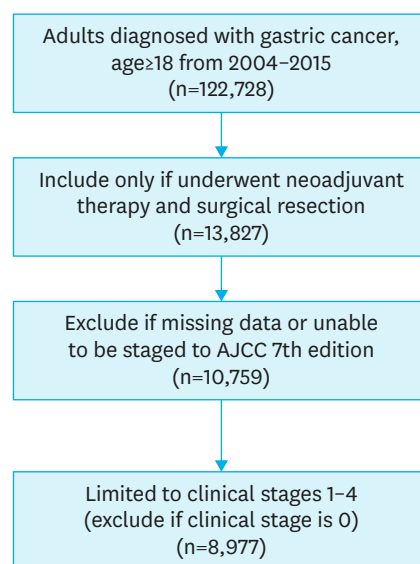 Adults diagnosed with gastric cancer,
age≥18 from 2004–2015
(n=122,728)
Include only if underwent neoadjuvant
therapy and surgical resection
(n=13,827)
Exclude if missing data or unable
to be staged to AJCC 7th edition
(n=10,759)
Limited to clinical stages 1–4
(exclude if clinical stage is 0)
(n=8,977)